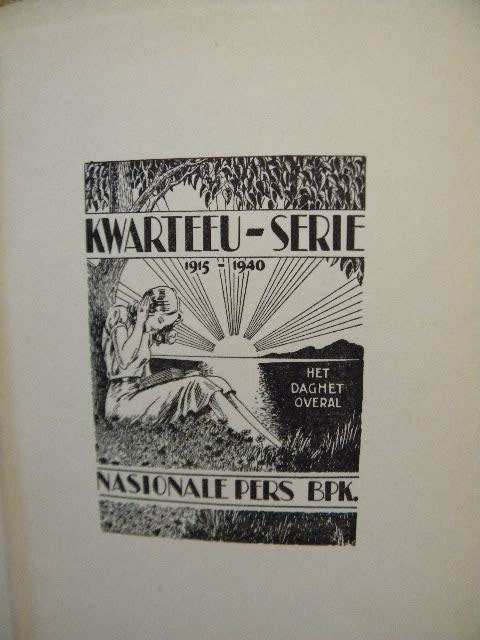 KWARTEEU-SERIE
1915 - 1940
HET
DAGHET
OVERAL
NASIONALE PERS BPK.